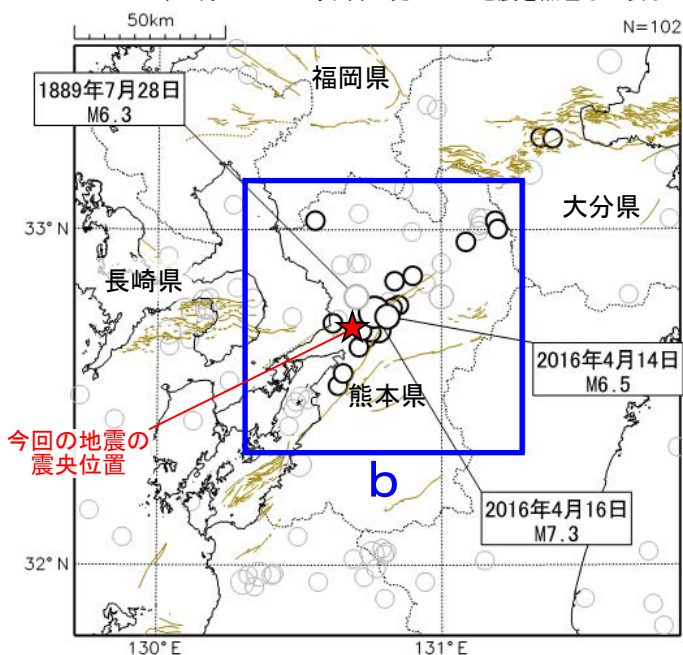 50km
N=102
福岡県
1889年7月28日
M6.3
大分県
33°N
長崎県
2016年4月14日
M6.5
熊本県
今回の地震の
震央位置
b
2016年4月16日
M7.3
32°N
130°E
131°E